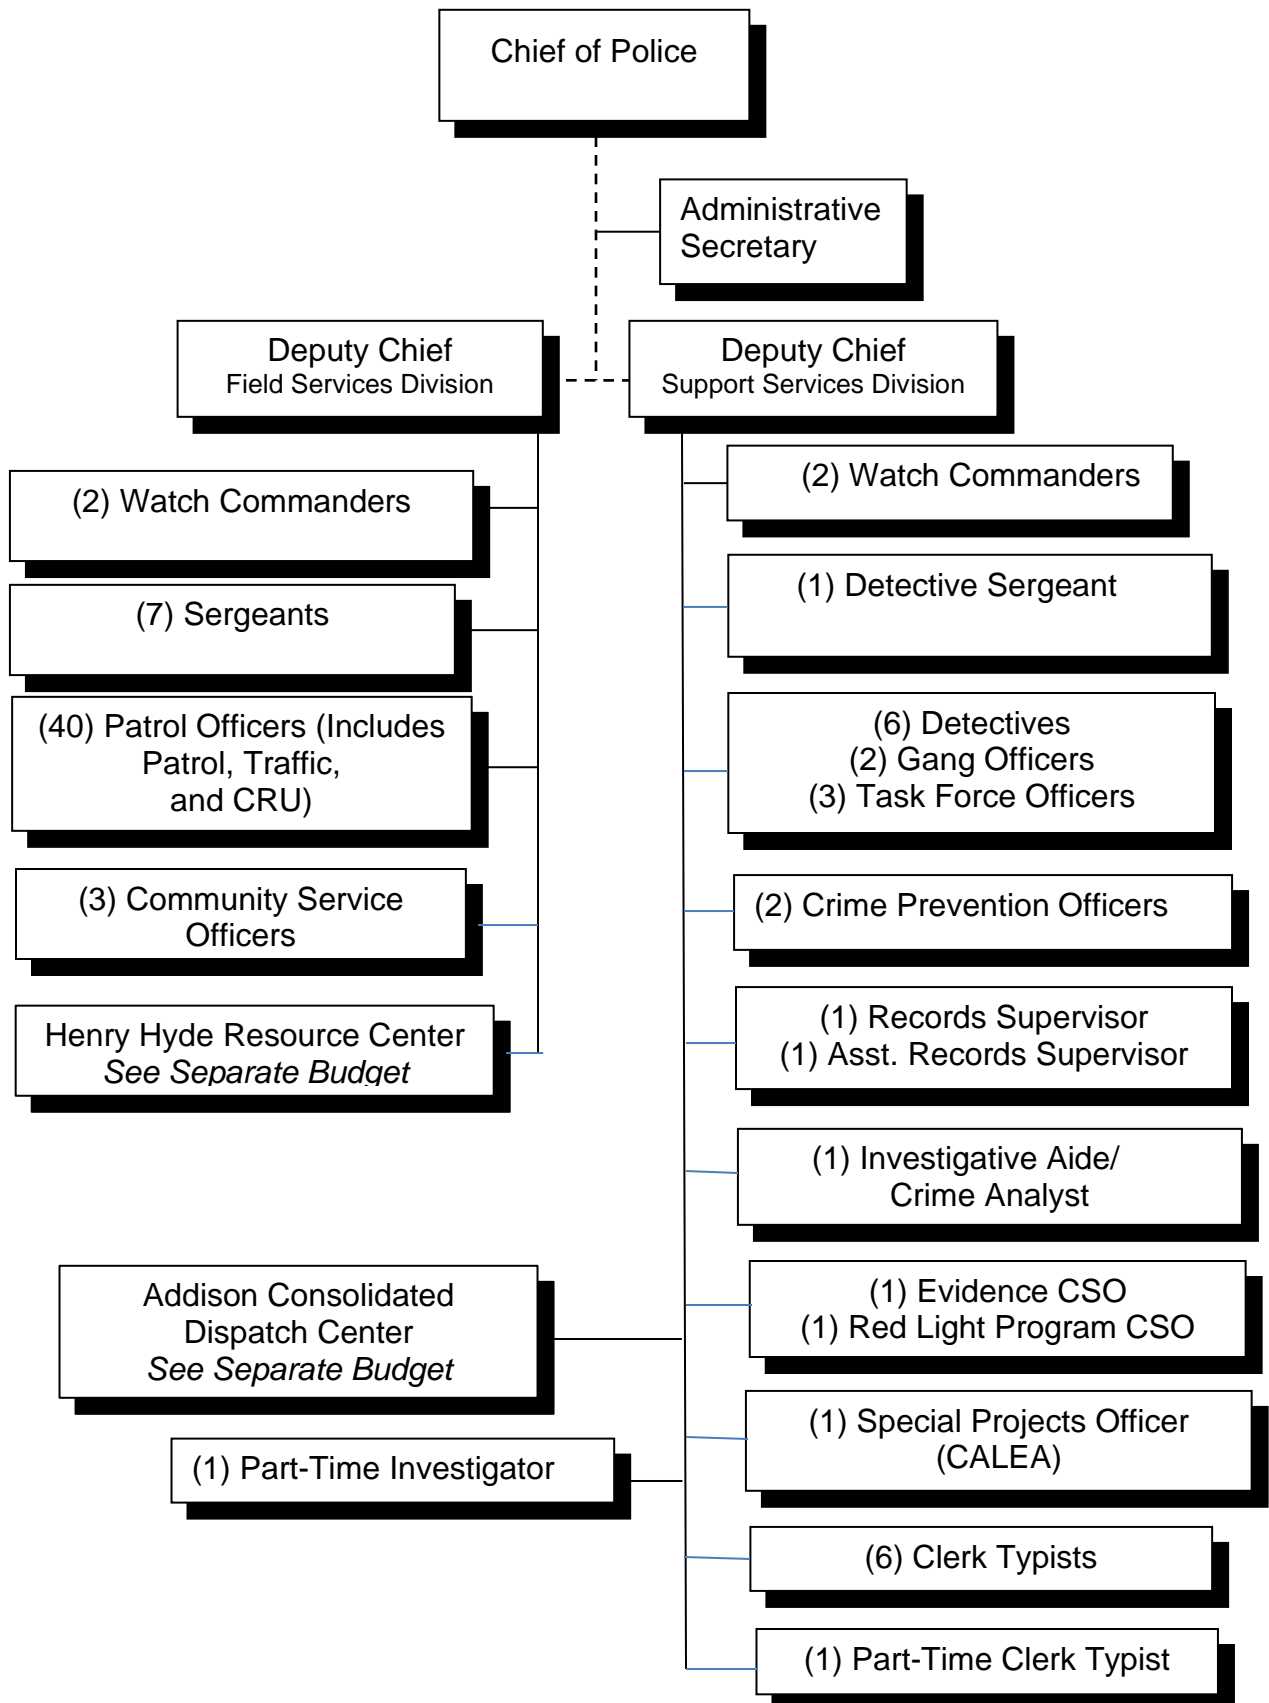 Chief of Police
Administrative
Secretary
Deputy Chief
Field Services Division
Deputy Chief
Support Services Division
(2) Watch Commanders
(7) Sergeants
(40) Patrol Officers (Includes
Patrol, Traffic,
and CRU)
(3) Community Service
Officers
Henry Hyde Resource Center
See Separate Budget
(2) Watch Commanders
(1) Detective Sergeant
(6) Detectives
(2) Gang Officers
(3) Task Force Officers
(2) Crime Prevention Officers
(1) Records Supervisor
(1) Asst. Records Supervisor
(1) Investigative Aide/
Crime Analyst
Addison Consolidated
Dispatch Center
See Separate Budget
(1) Part-Time Investigator
(1) Evidence CSO
(1) Red Light Program CSO
(1) Special Projects Officer
(CALEA)
(6) Clerk Typists
(1) Part-Time Clerk Typist